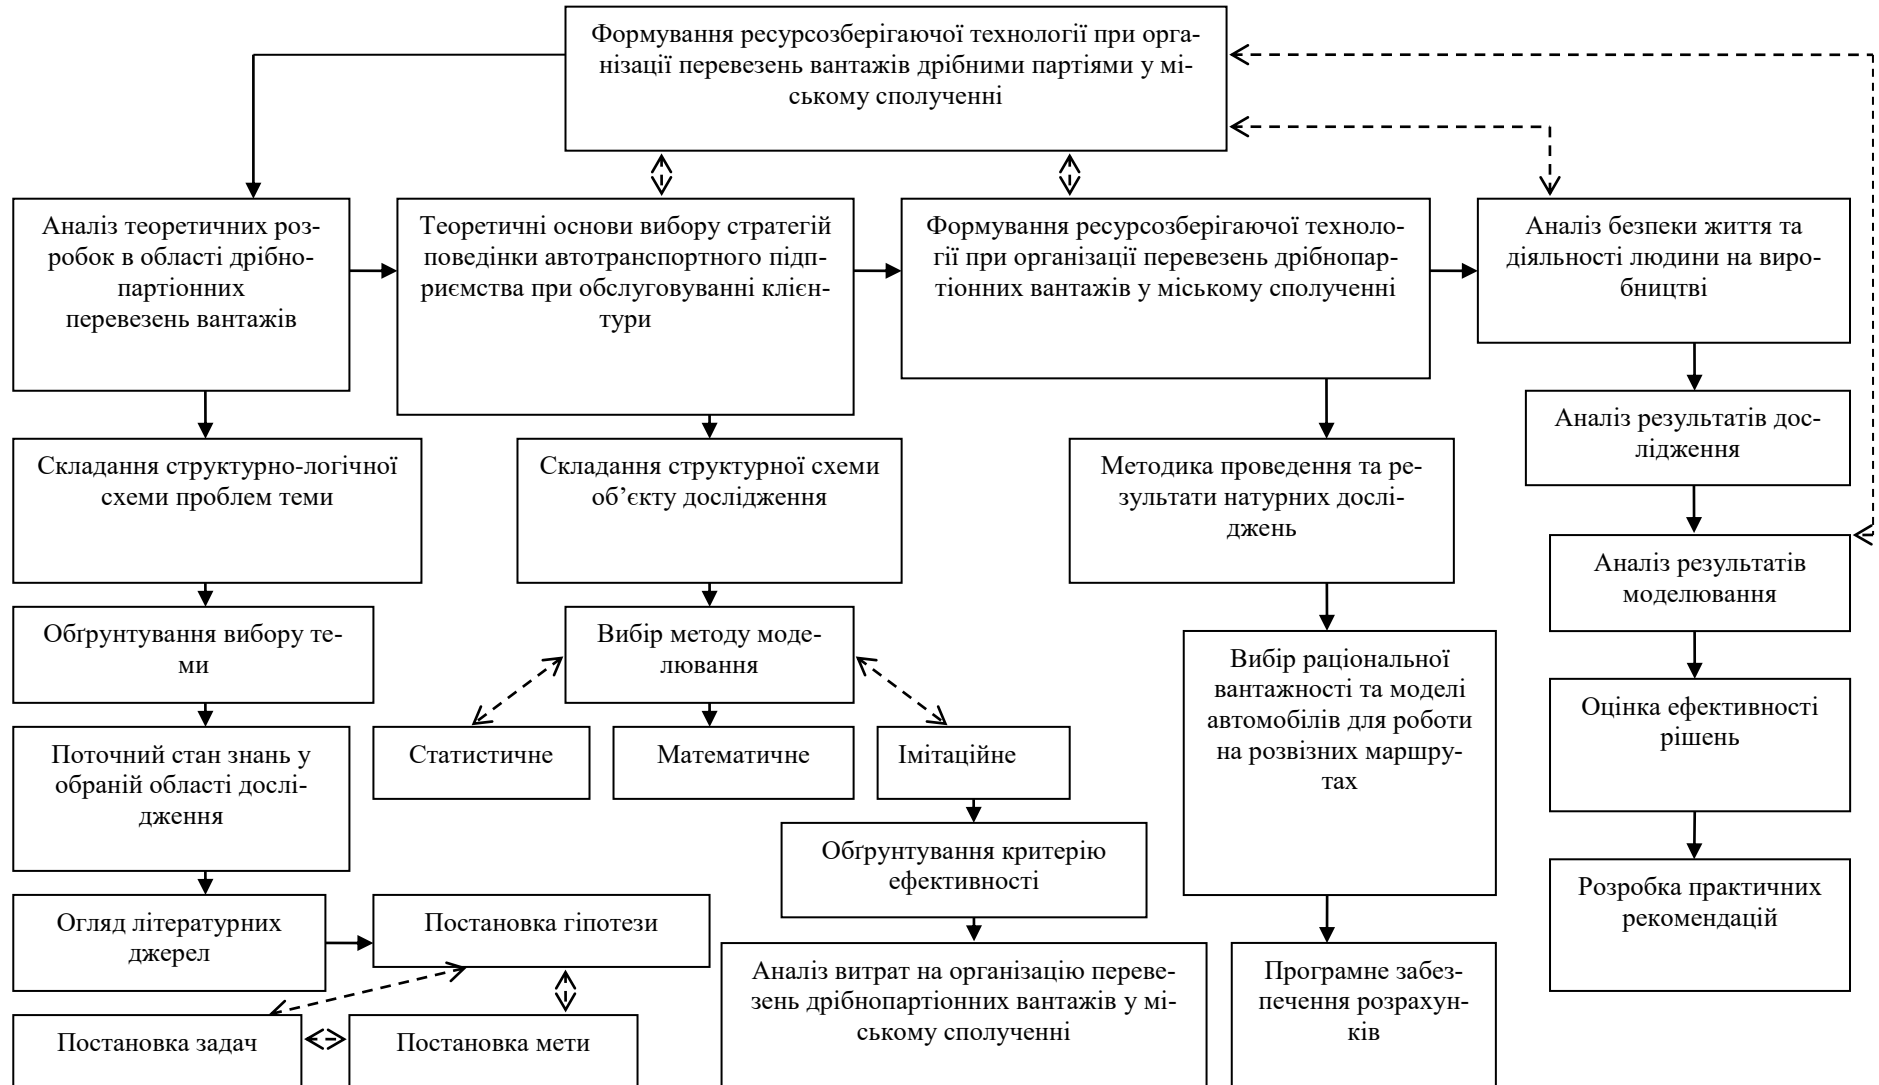 Формування ресурсозберігаючої технології при орга-
нізації перевезень вантажів дрібними партіями у мі-
ському сполученні
Аналіз теоретичних роз-
робок в області дрібно-
партіонних
перевезень вантажів
Теоретичні основи вибору стратегій
поведінки автотранспортного підп-
риємства при обслуговуванні клієн-
тури
Формування ресурсозберігаючої техноло-
гії при організації перевезень дрібнопар-
тіонних вантажів у міському сполученні
Аналіз безпеки життя та
діяльності людини на виро-
бництві
Складання структурно-логічної
схеми проблем теми
Складання структурної схеми
об’єкту дослідження
Методика проведення та ре-
зультати натурних дослі-
джень
Аналіз результатів дос-
лідження
Аналіз результатів
моделювання
Обґрунтування вибору те-
ми
Вибір методу моде-
лювання
Вибір раціональної
вантажності та моделі
автомобілів для роботи
на розвізних маршру-
тах
Оцінка ефективності
рішень
Поточний стан знань у
обраній області дослі-
дження
Статистичне
Математичне
Імітаційне
Обґрунтування критерію
ефективності
Розробка практичних
рекомендацій
Огляд літературних
джерел
Постановка гіпотези
Аналіз витрат на організацію переве-
зень дрібнопартіонних вантажів у мі-
ському сполученні
Програмне забез-
печення розрахун-
ків
Постановка задач
Постановка мети